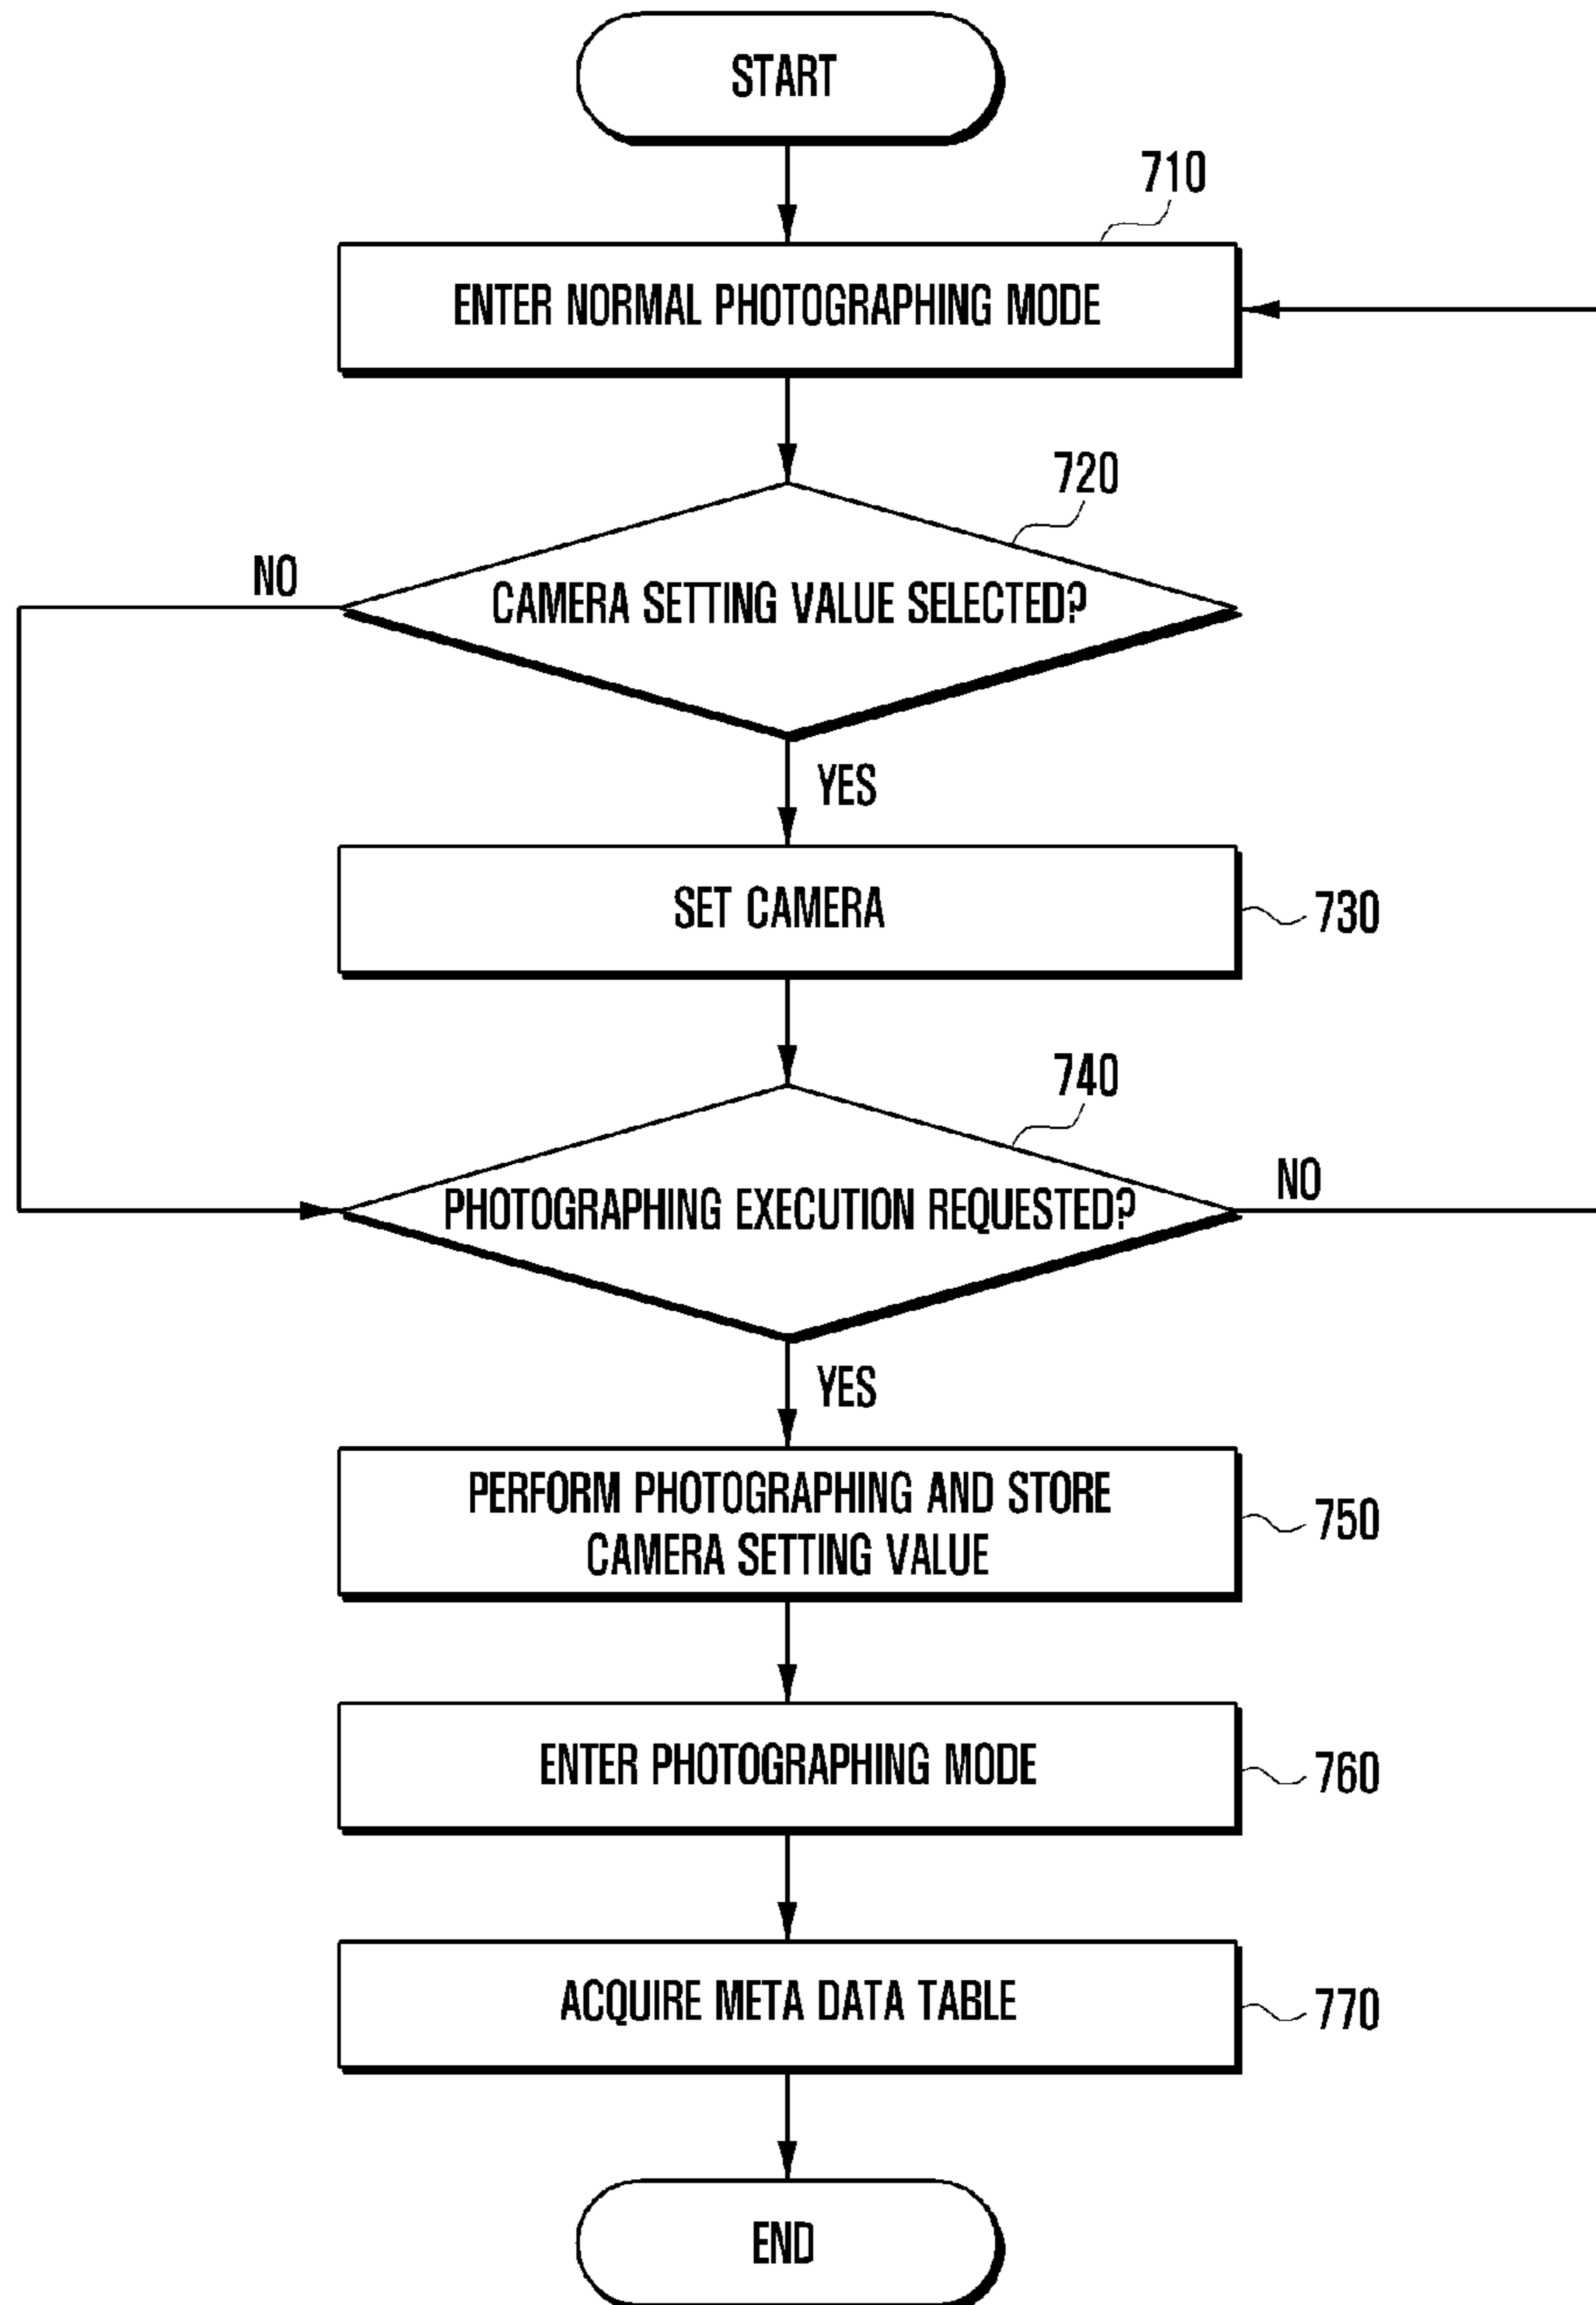 START
710
ENTER NORMAL PHOTOGRAPHING MODE
720
NO
CAMERA SETTING VALUE SELECTED?
YES
SET CAMERA
730
740
NO
PHOTOGRAPHING EXECUTION REQUESTED?
YES
PERFORM PHOTOGRAPHING AND STORE
CAMERA SETTING VALUE
750
ENTER PHOTOGRAPHING MODE
760
ACQUIRE META DATA TABLE
770
END